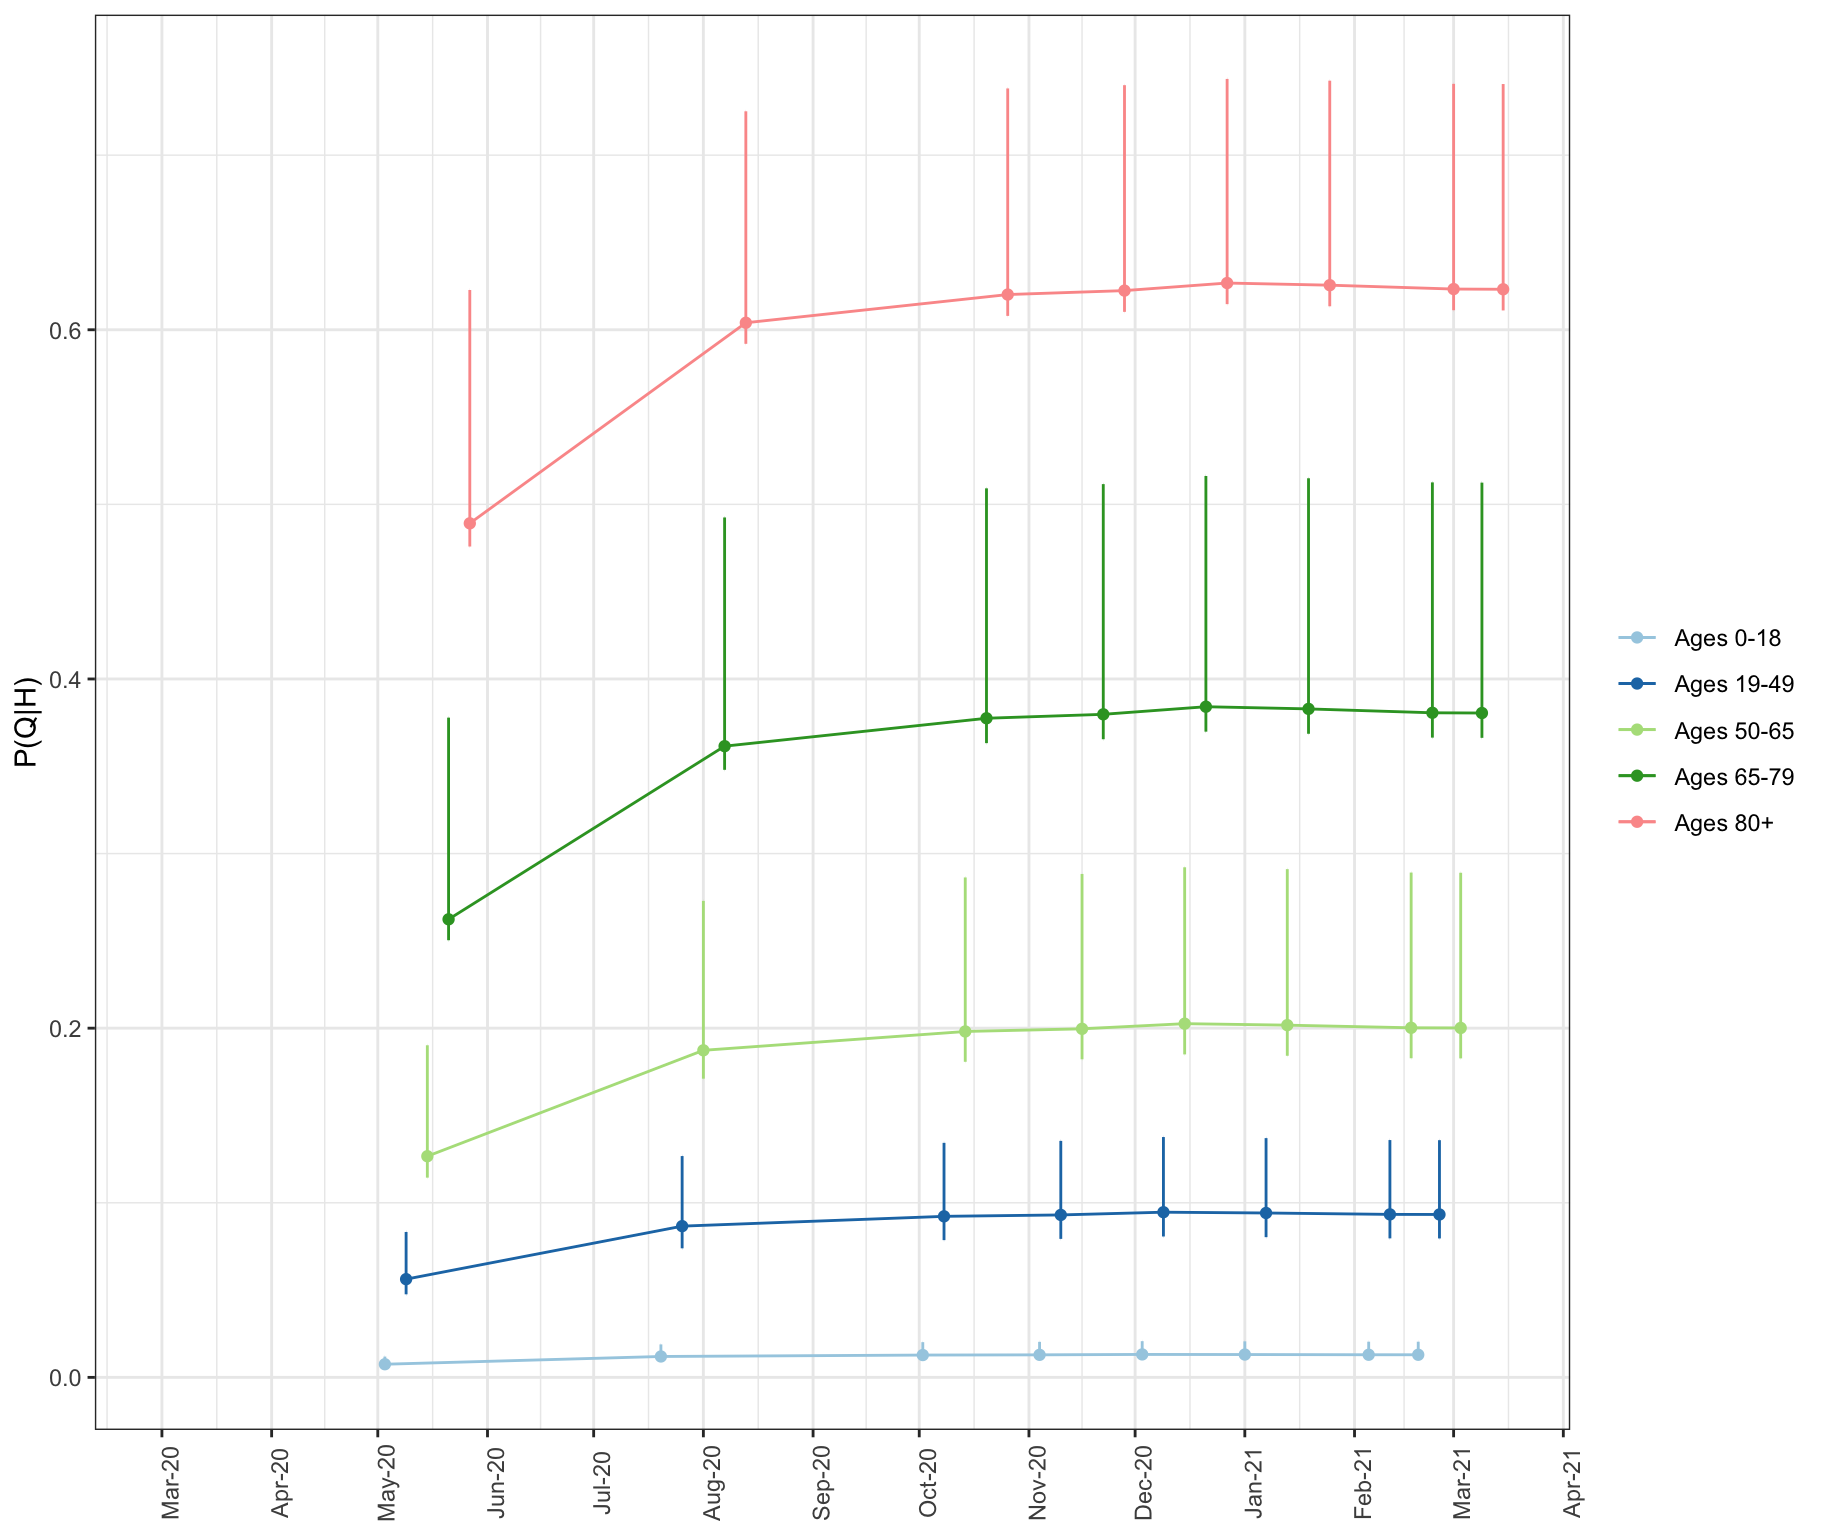 P(Q|H)
0.6
0.4
0.2
0.0
Mar-20
Apr-20
May-20
Jun-20
Jul-20
Aug-20
Sep-20
Oct-20
Nov-20
Dec-20
Jan-21
Feb-21
Mar-21
Apr-21
Ages 0-18
Ages 19-49
Ages 50-65
Ages 65-79
Ages 80+